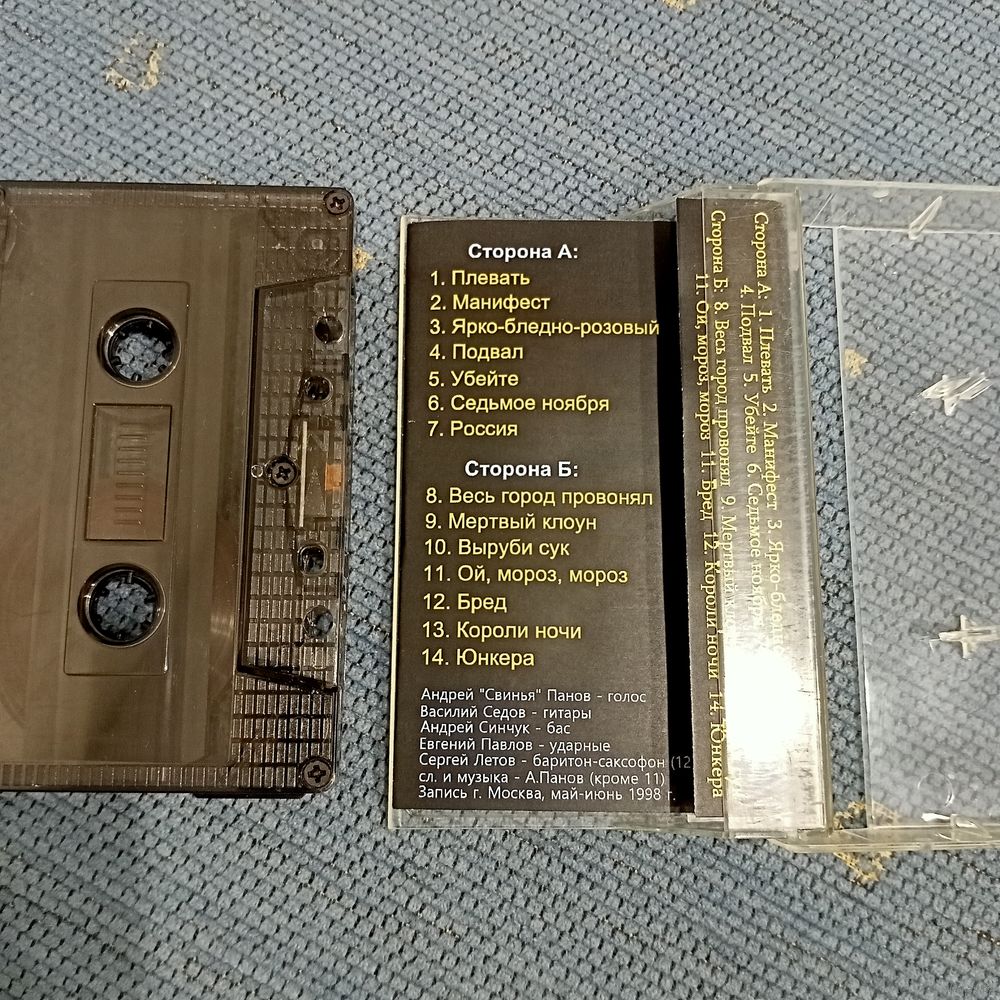 Сторона А:
1. Плевать
2. Манифест
3. Ярко-бледно-розовый
4. Подвал
5. Убейте
6. Седьмое ноября
7. Россия
Сторона Б:
8. Весь город провонял
9. Мертвый клоун
10. Выруби сук
11. Ой, мороз, мороз
12. Бред
13. Короли ночи
14. Юнкера
Андрей "Свинья" Панов - голос
Василий Седов - гитары
Андрей Синчук - бас
Евгений Павлов - ударные
Сергей Летов - баритон-саксофон (12
сл. и музыка - А.Панов (кроме 11)
Запись г. Москва, май-июнь 1998 г.
Сторона А: 1. Плевать 2. Манифест 3. Ярко-бледн
4. Подвал 5. Убейте 6. Седьмое ноября
Сторона Б: 8. Весь город провонял 9. Мертвый кло
11. Ой, мороз, мороз 11. Бред 12. Короли ночи 14. Юнкера